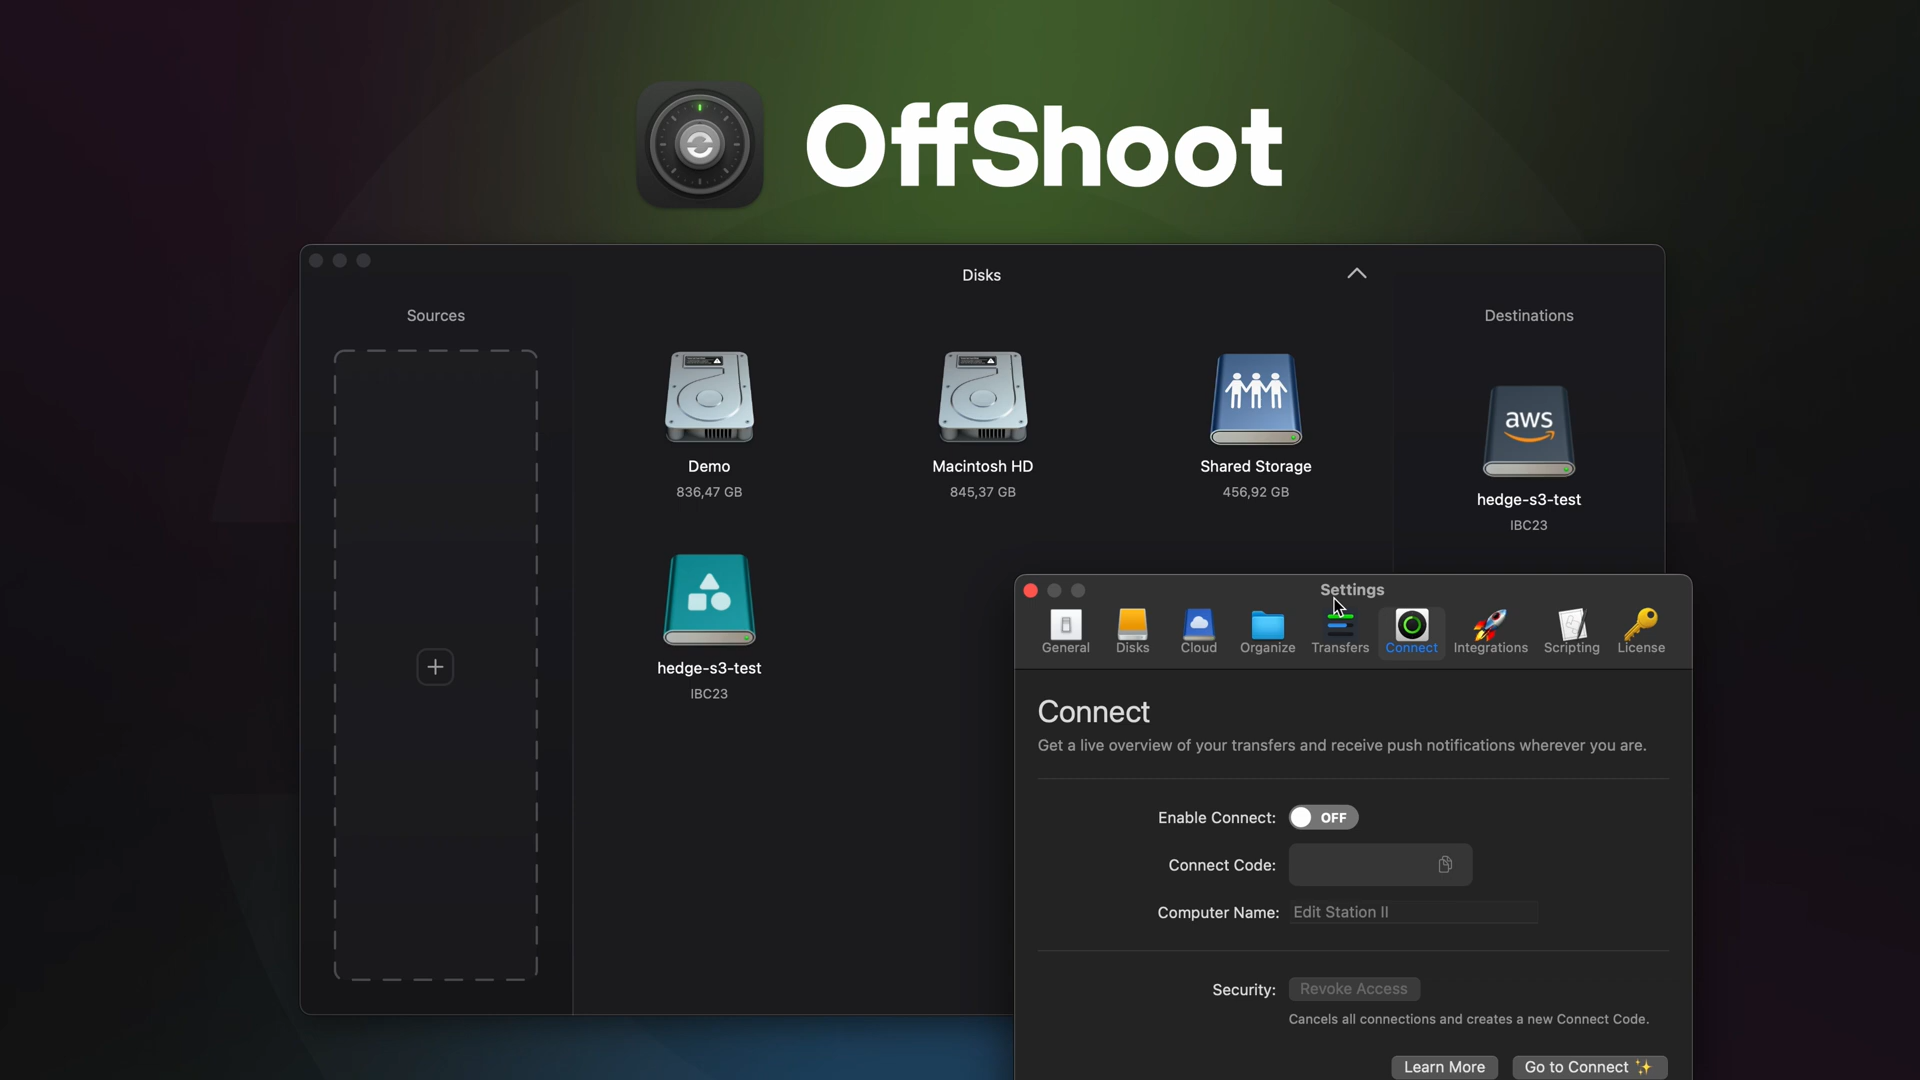 OffShoot
Disks
Sources
Destinations
aws
Demo
836,47 GB
Macintosh HD
845,37 GB
Shared Storage
456,92 GB
hedge-s3-test
IBC23
hedge-s3-test
IBC23
Settings
General
Disks
Cloud
Organize
Transfers
Connect
Integrations
Scripting
License
Connect
Get a live overview of your transfers and receive push notifications wherever you are.
Enable Connect: OFF
Connect Code:
Computer Name: Edit Station II
Security: Revoke Access
Cancels all connections and creates a new Connect Code.
Learn More
Go to Connect ✨